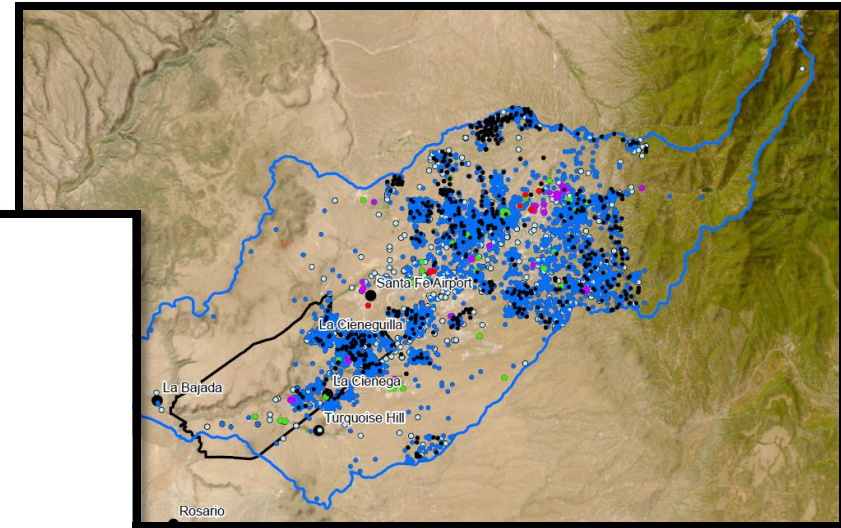 Santa Fe Airport
La Cieneguilla
La Bajada
La Cienega
Turquoise Hill
Rosario